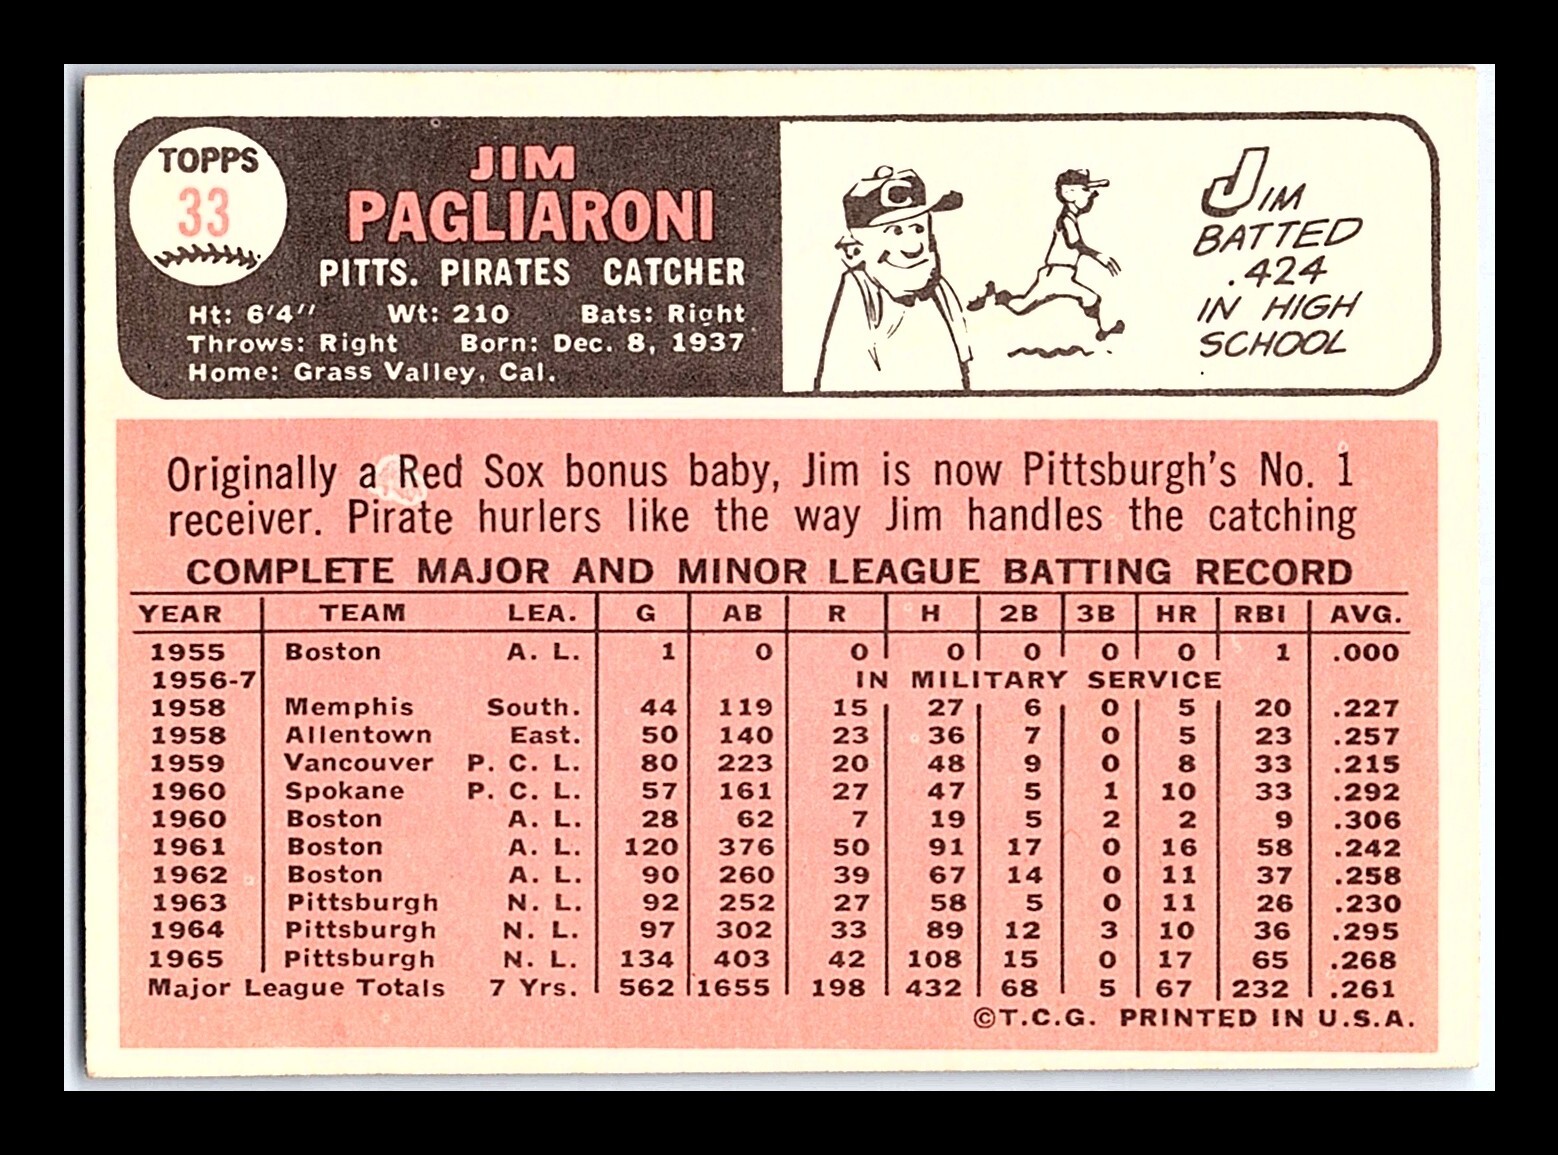 TOPPS
33
JIM
PAGLIARONI
PITTS. PIRATES CATCHER
Ht: 6'4" Wt: 210 Bats: Right
Throws: Right Born: Dec. 8, 1937
Home: Grass Valley, Cal.
C
JIM
BATTED
.424
IN HIGH
SCHOOL
Originally a Red Sox bonus baby, Jim is now Pittsburgh's No. 1
receiver. Pirate hurlers like the way Jim handles the catching
COMPLETE MAJOR AND MINOR LEAGUE BATTING RECORD
YEAR TEAM LEA. G AB R H 2B 3B HR RBI AVG.
1955 Boston A. L. 1 0 0 0 0 0 0 1 .000
1956-7 IN MILITARY SERVICE
1958 Memphis South. 44 119 15 27 6 0 5 20 .227
1958 Allentown East. 50 140 23 36 7 0 5 23 .257
1959 Vancouver P. C. L. 80 223 20 48 9 0 8 33 .215
1960 Spokane P. C. L. 57 161 27 47 5 1 10 33 .292
1960 Boston A. L. 28 62 7 19 5 2 2 9 .306
1961 Boston A. L. 120 376 50 91 17 0 16 58 .242
1962 Boston A. L. 90 260 39 67 14 0 11 37 .258
1963 Pittsburgh N. L. 92 252 27 58 5 0 11 26 .230
1964 Pittsburgh N. L. 97 302 33 89 12 3 10 36 .295
1965 Pittsburgh N. L. 134 403 42 108 15 0 17 65 .268
Major League Totals 7 Yrs. 562 1655 198 432 68 5 67 232 .261
©T.C.G. PRINTED IN U.S.A.